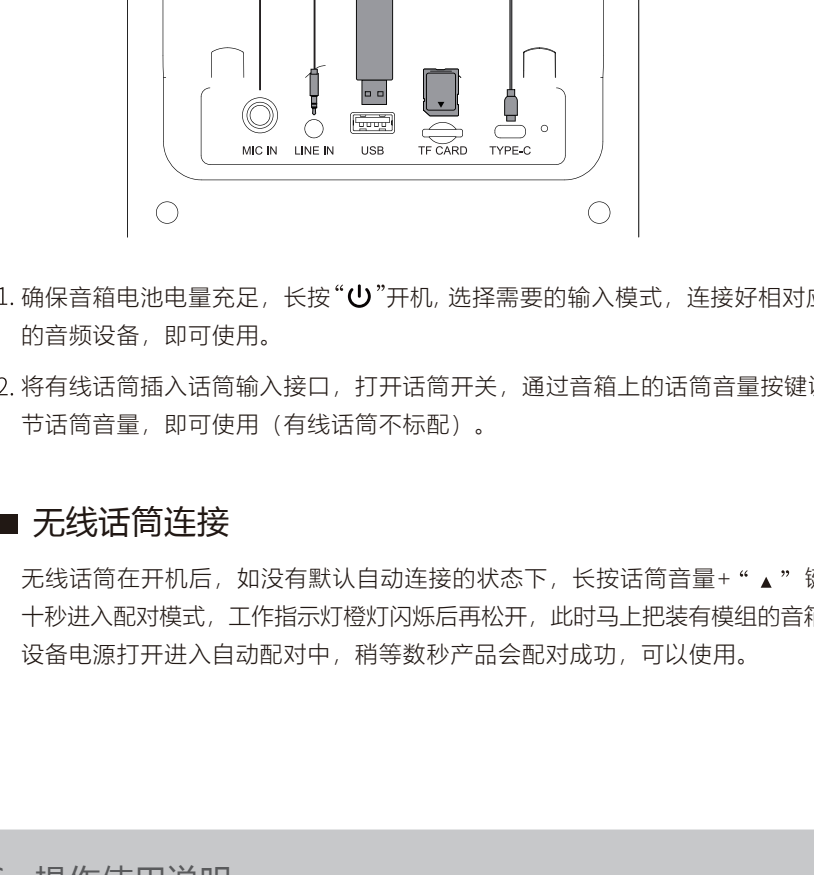 MIC IN LINE IN USB TF CARD TYPE-C
1. 确保音箱电池电量充足，长按“⏻”开机, 选择需要的输入模式，连接好相对应
的音频设备，即可使用。
2. 将有线话筒插入话筒输入接口，打开话筒开关，通过音箱上的话筒音量按键
节话筒音量，即可使用（有线话筒不标配）。
■ 无线话筒连接
无线话筒在开机后，如没有默认自动连接的状态下，长按话筒音量+“▲”键
十秒进入配对模式，工作指示灯橙灯闪烁后再松开，此时马上把装有模组的音箱
设备电源打开进入自动配对中，稍等数秒产品会配对成功，可以使用。
操作使用说明